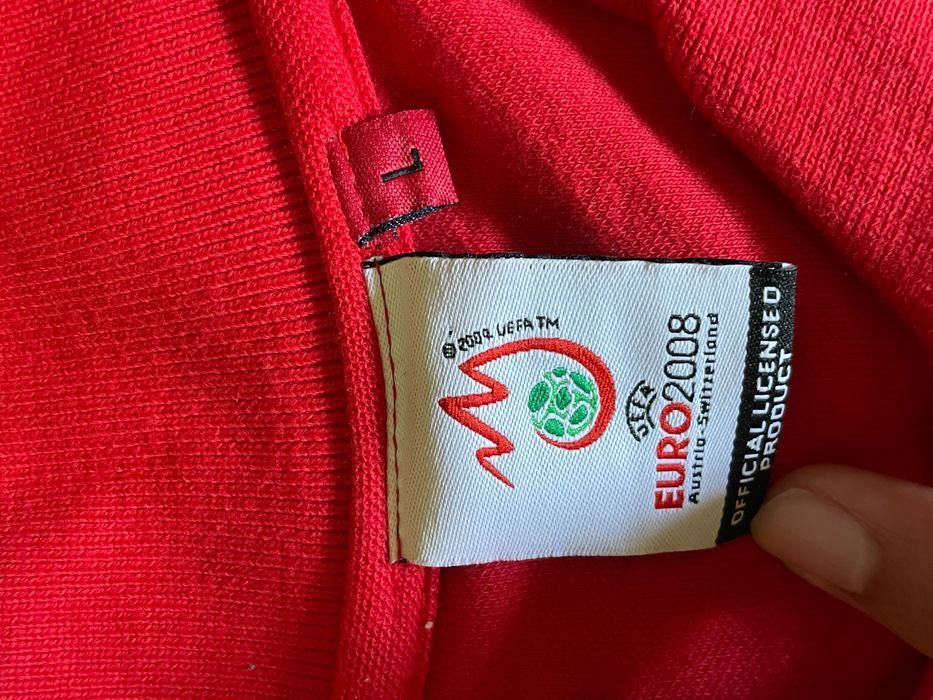 L
© 2004 UEFA TM
UEFA
EURO2008
Austria-Switzerland
OFFICIAL LICENSED
PRODUCT